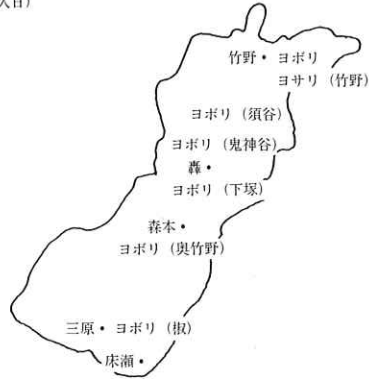 竹野・ヨボリ
ヨサリ（竹野）
ヨボリ（須谷）
ヨボリ（鬼神谷）
轟・
ヨボリ（下塚）
森本・
ヨボリ（奥竹野）
三原・ヨボリ（椒）
床瀬・